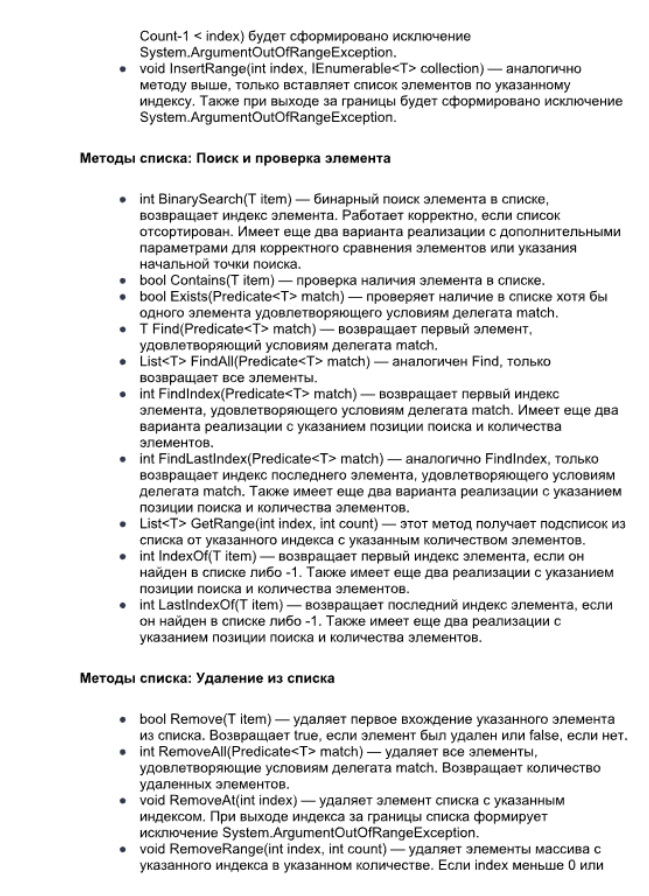 Count-1 < index) будет сформировано исключение
System.ArgumentOutOfRangeException.
● void InsertRange(int index, IEnumerable<T> collection) — аналогично
методу выше, только вставляет список элементов по указанному
индексу. Также при выходе за границы будет сформировано исключение
System.ArgumentOutOfRangeException.
Методы списка: Поиск и проверка элемента
● int BinarySearch(T item) — бинарный поиск элемента в списке,
возвращает индекс элемента. Работает корректно, если список
отсортирован. Имеет еще два варианта реализации с дополнительными
параметрами для корректного сравнения элементов или указания
начальной точки поиска.
● bool Contains(T item) — проверка наличия элемента в списке.
● bool Exists(Predicate<T> match) — проверяет наличие в списке хотя бы
одного элемента удовлетворяющего условиям делегата match.
● T Find(Predicate<T> match) — возвращает первый элемент,
удовлетворяющий условиям делегата match.
● List<T> FindAll(Predicate<T> match) — аналогичен Find, только
возвращает все элементы.
● int FindIndex(Predicate<T> match) — возвращает первый индекс
элемента, удовлетворяющего условиям делегата match. Имеет еще два
варианта реализации с указанием позиции поиска и количества
элементов.
● int FindLastIndex(Predicate<T> match) — аналогично FindIndex, только
возвращает индекс последнего элемента, удовлетворяющего условиям
делегата match. Также имеет еще два варианта реализации с указанием
позиции поиска и количества элементов.
● List<T> GetRange(int index, int count) — этот метод получает подсписок из
списка от указанного индекса с указанным количеством элементов.
● int IndexOf(T item) — возвращает первый индекс элемента, если он
найден в списке либо -1. Также имеет еще два реализации с указанием
позиции поиска и количества элементов.
● int LastIndexOf(T item) — возвращает последний индекс элемента, если
он найден в списке либо -1. Также имеет еще два реализации с
указанием позиции поиска и количества элементов.
Методы списка: Удаление из списка
● bool Remove(T item) — удаляет первое вхождение указанного элемента
из списка. Возвращает true, если элемент был удален или false, если нет.
● int RemoveAll(Predicate<T> match) — удаляет все элементы,
удовлетворяющие условиям делегата match. Возвращает количество
удаленных элементов.
● void RemoveAt(int index) — удаляет элемент списка с указанным
индексом. При выходе индекса за границы списка формирует
исключение System.ArgumentOutOfRangeException.
● void RemoveRange(int index, int count) — удаляет элементы массива с
указанного индекса в указанном количестве. Если index меньше 0 или